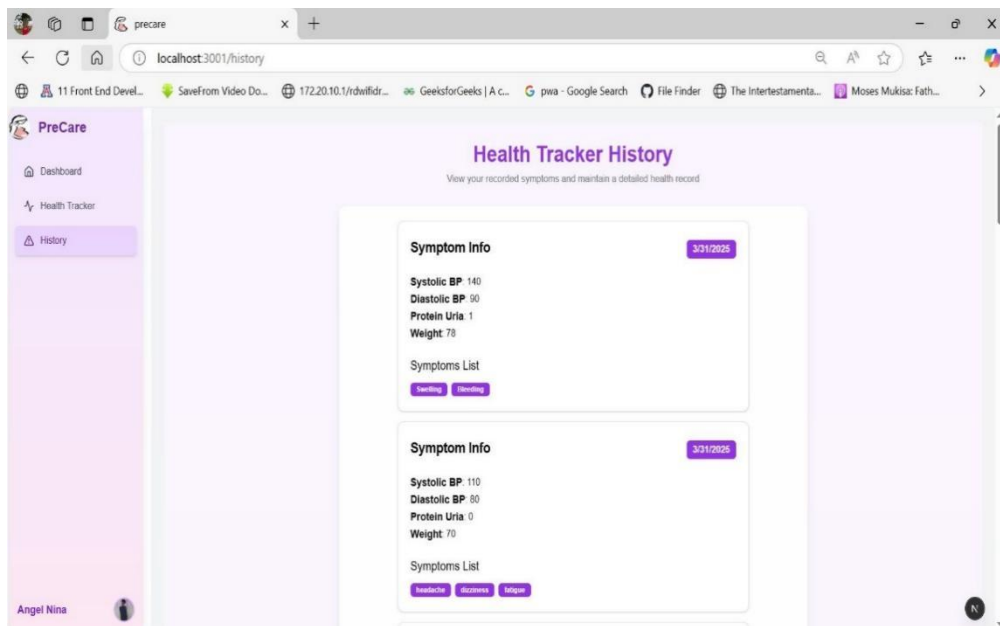 precare
localhost:3001/history
11 Front End Devel...
SaveFrom Video Do...
172.20.10.1/rdwifidr...
GeeksforGeeks | A c...
pwa - Google Search
File Finder
The Intertestamenta...
Moses Mukisa: Fath...
PreCare
Dashboard
Health Tracker
History
Health Tracker History
View your recorded symptoms and maintain a detailed health record
Symptom Info
3/31/2025
Systolic BP: 140
Diastolic BP: 90
Protein Uria: 1
Weight: 78
Symptoms List
Swelling Bleeding
Symptom Info
3/31/2025
Systolic BP: 110
Diastolic BP: 80
Protein Uria: 0
Weight: 70
Symptoms List
headache dizziness fatigue
Angel Nina
N